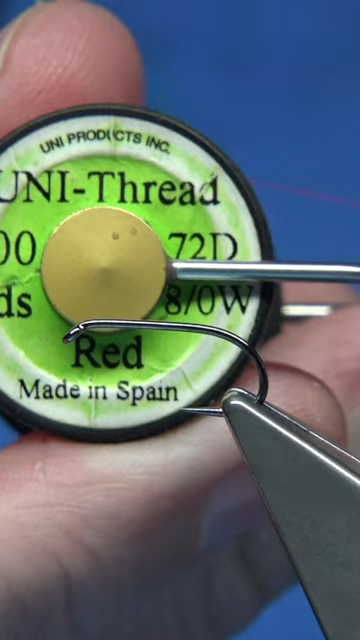 UNI PRODUCTS INC.
UNI-Thread
00 72D
ds 8/0W
Red
Made in Spain